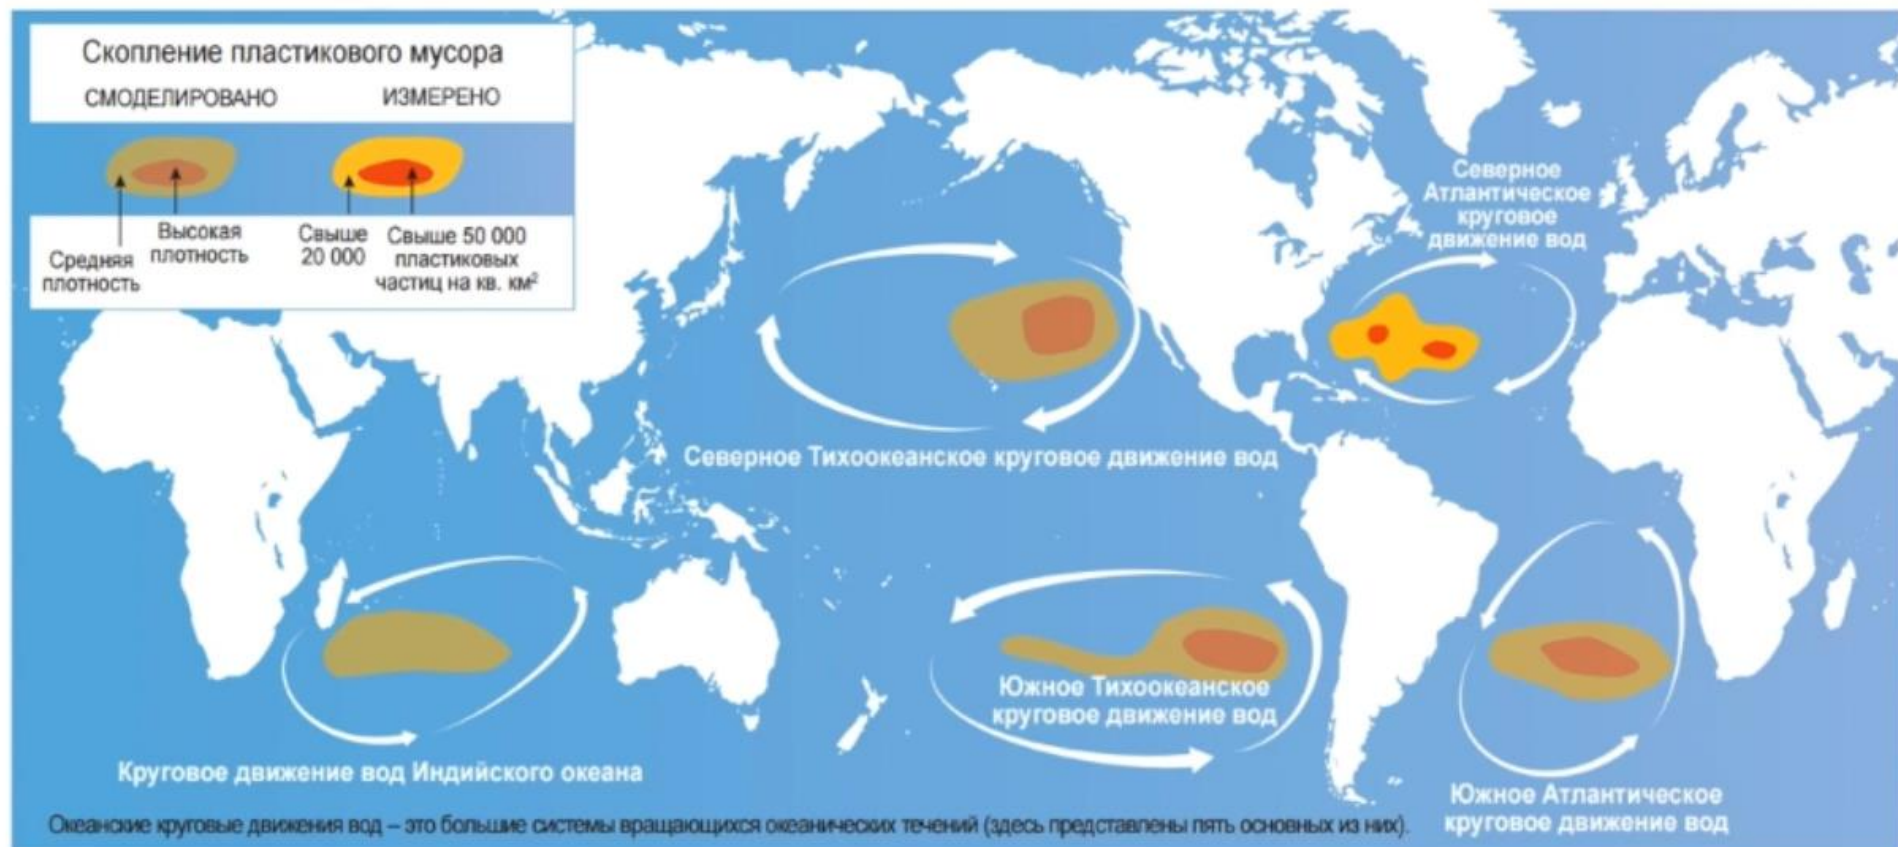 Скопление пластикового мусора
СМОДЕЛИРОВАНО
ИЗМЕРЕНО
Средняя
плотность
Высокая
плотность
Свыше
20 000
Свыше 50 000
пластиковых
частиц на кв. км²
Северное
Атлантическое
круговое
движение вод
Северное Тихоокеанское круговое движение вод
Южное Тихоокеанское
круговое движение вод
Круговое движение вод Индийского океана
Южное Атлантическое
круговое движение вод
Океанские круговые движения вод – это большие системы вращающихся океанических течений (здесь представлены пять основных из них).